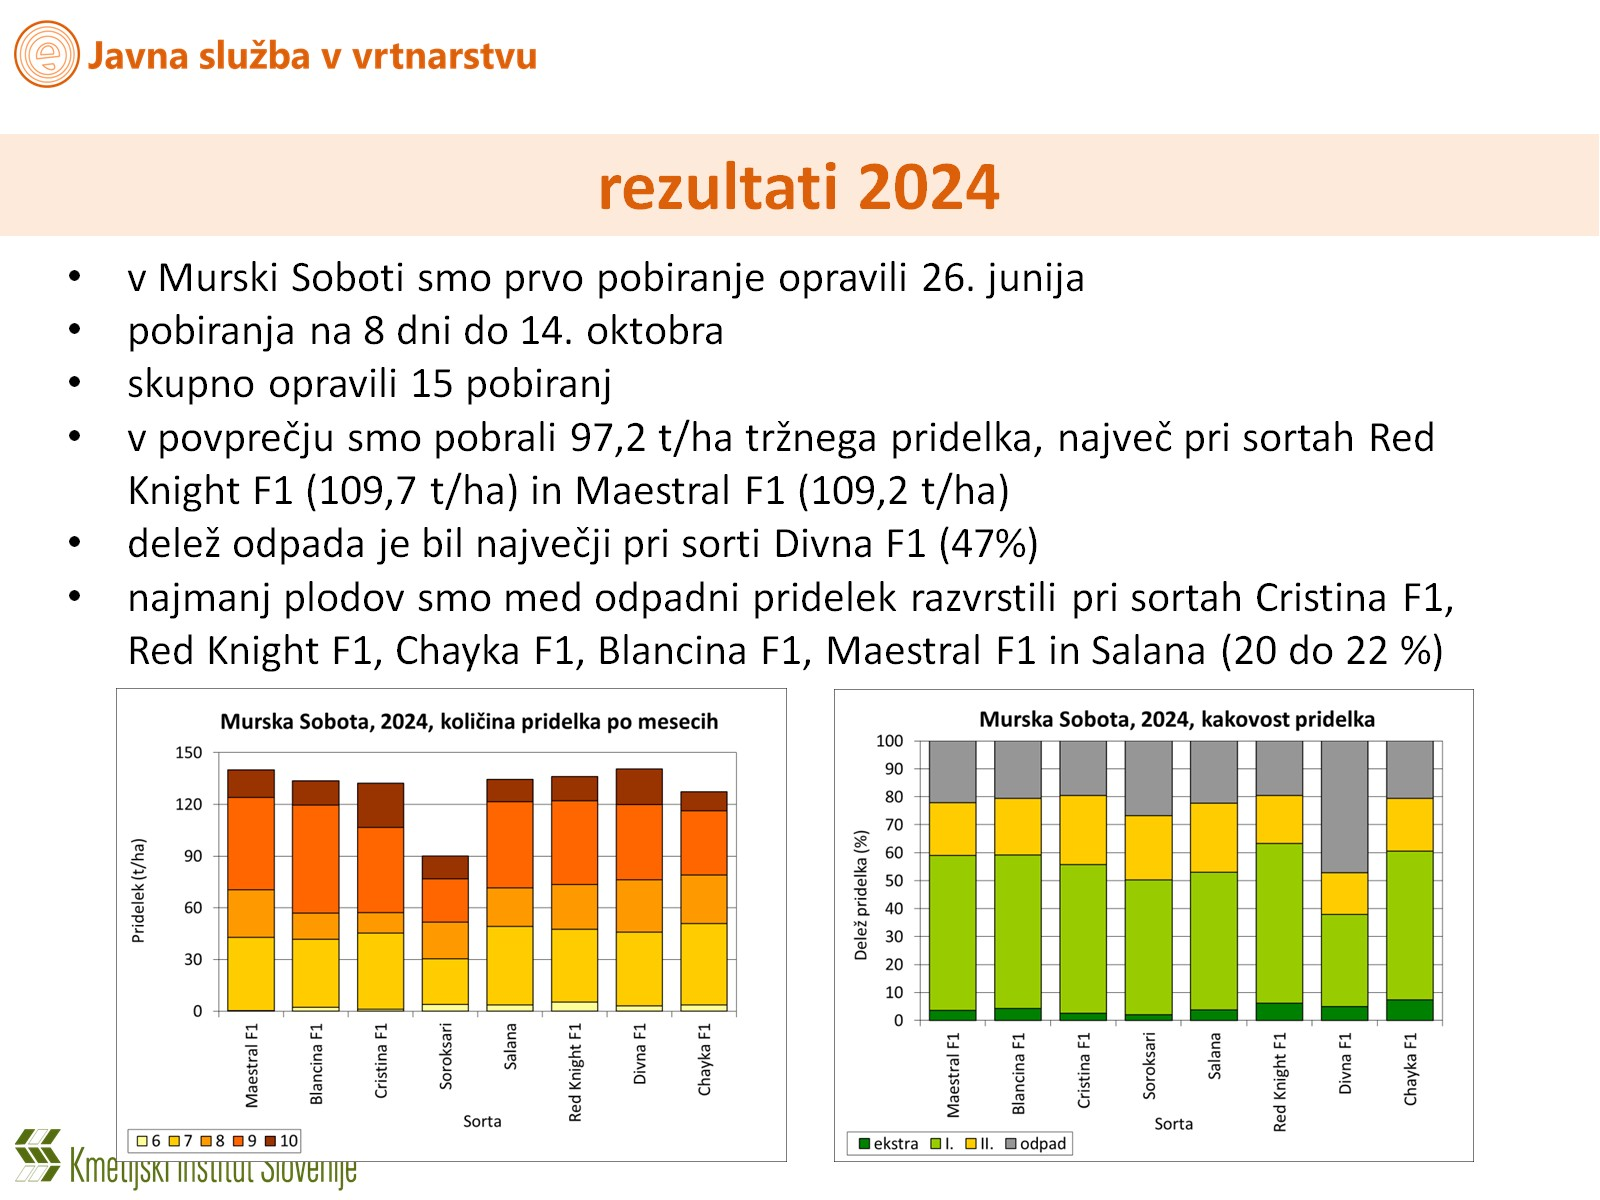 e Javna služba v vrtnarstvu
rezultati 2024
• v Murski Soboti smo prvo pobiranje opravili 26. junija
• pobiranja na 8 dni do 14. oktobra
• skupno opravili 15 pobiranj
• v povprečju smo pobrali 97,2 t/ha tržnega pridelka, največ pri sortah Red
Knight F1 (109,7 t/ha) in Maestral F1 (109,2 t/ha)
• delež odpada je bil največji pri sorti Divna F1 (47%)
• najmanj plodov smo med odpadni pridelek razvrstili pri sortah Cristina F1,
Red Knight F1, Chayka F1, Blancina F1, Maestral F1 in Salana (20 do 22 %)
Murska Sobota, 2024, količina pridelka po mesecih
Pridelek (t/ha)
150
120
90
60
30
0
Maestral F1
Blancina F1
Cristina F1
Soroksari
Salana
Red Knight F1
Divna F1
Chayka F1
Sorta
6 7 8 9 10
Murska Sobota, 2024, kakovost pridelka
Delež pridelka (%)
100
90
80
70
60
50
40
30
20
10
0
Maestral F1
Blancina F1
Cristina F1
Soroksari
Salana
Red Knight F1
Divna F1
Chayka F1
Sorta
ekstra I. II. odpad
Kmetijski inštitut Slovenije